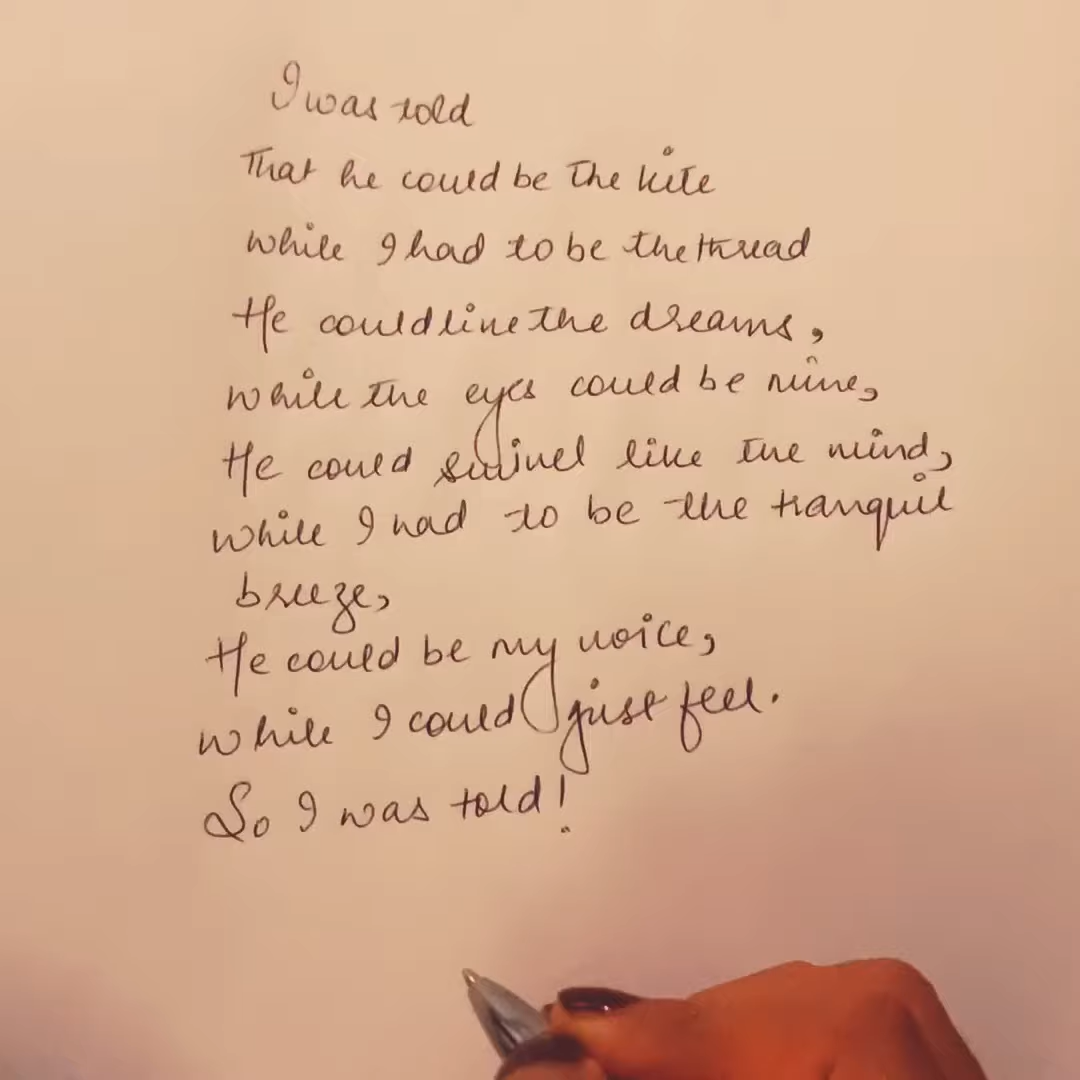 I was told
That he could be the kite
while I had to be the thread
He could live the dreams,
while the eyes could be mine,
He could swivel like the wind,
while I had to be the tranquil
breeze,
He could be my voice,
while I could just feel.
So I was told!